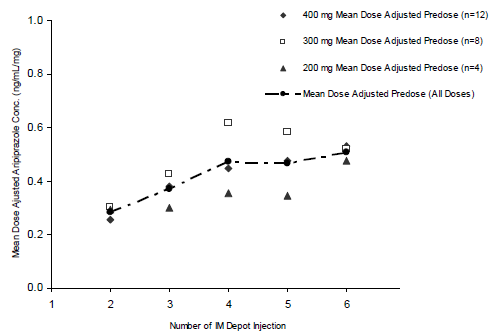 400 mg Mean Dose Adjusted Predose (n=12)
300 mg Mean Dose Adjusted Predose (n=8)
200 mg Mean Dose Adjusted Predose (n=4)
Mean Dose Adjusted Predose (All Doses)
Mean Dose Ajusted Aripiprazole Conc. (ng/mL/mg)
1.0
0.8
0.6
0.4
0.2
0.0
1 2 3 4 5 6
Number of IM Depot Injection